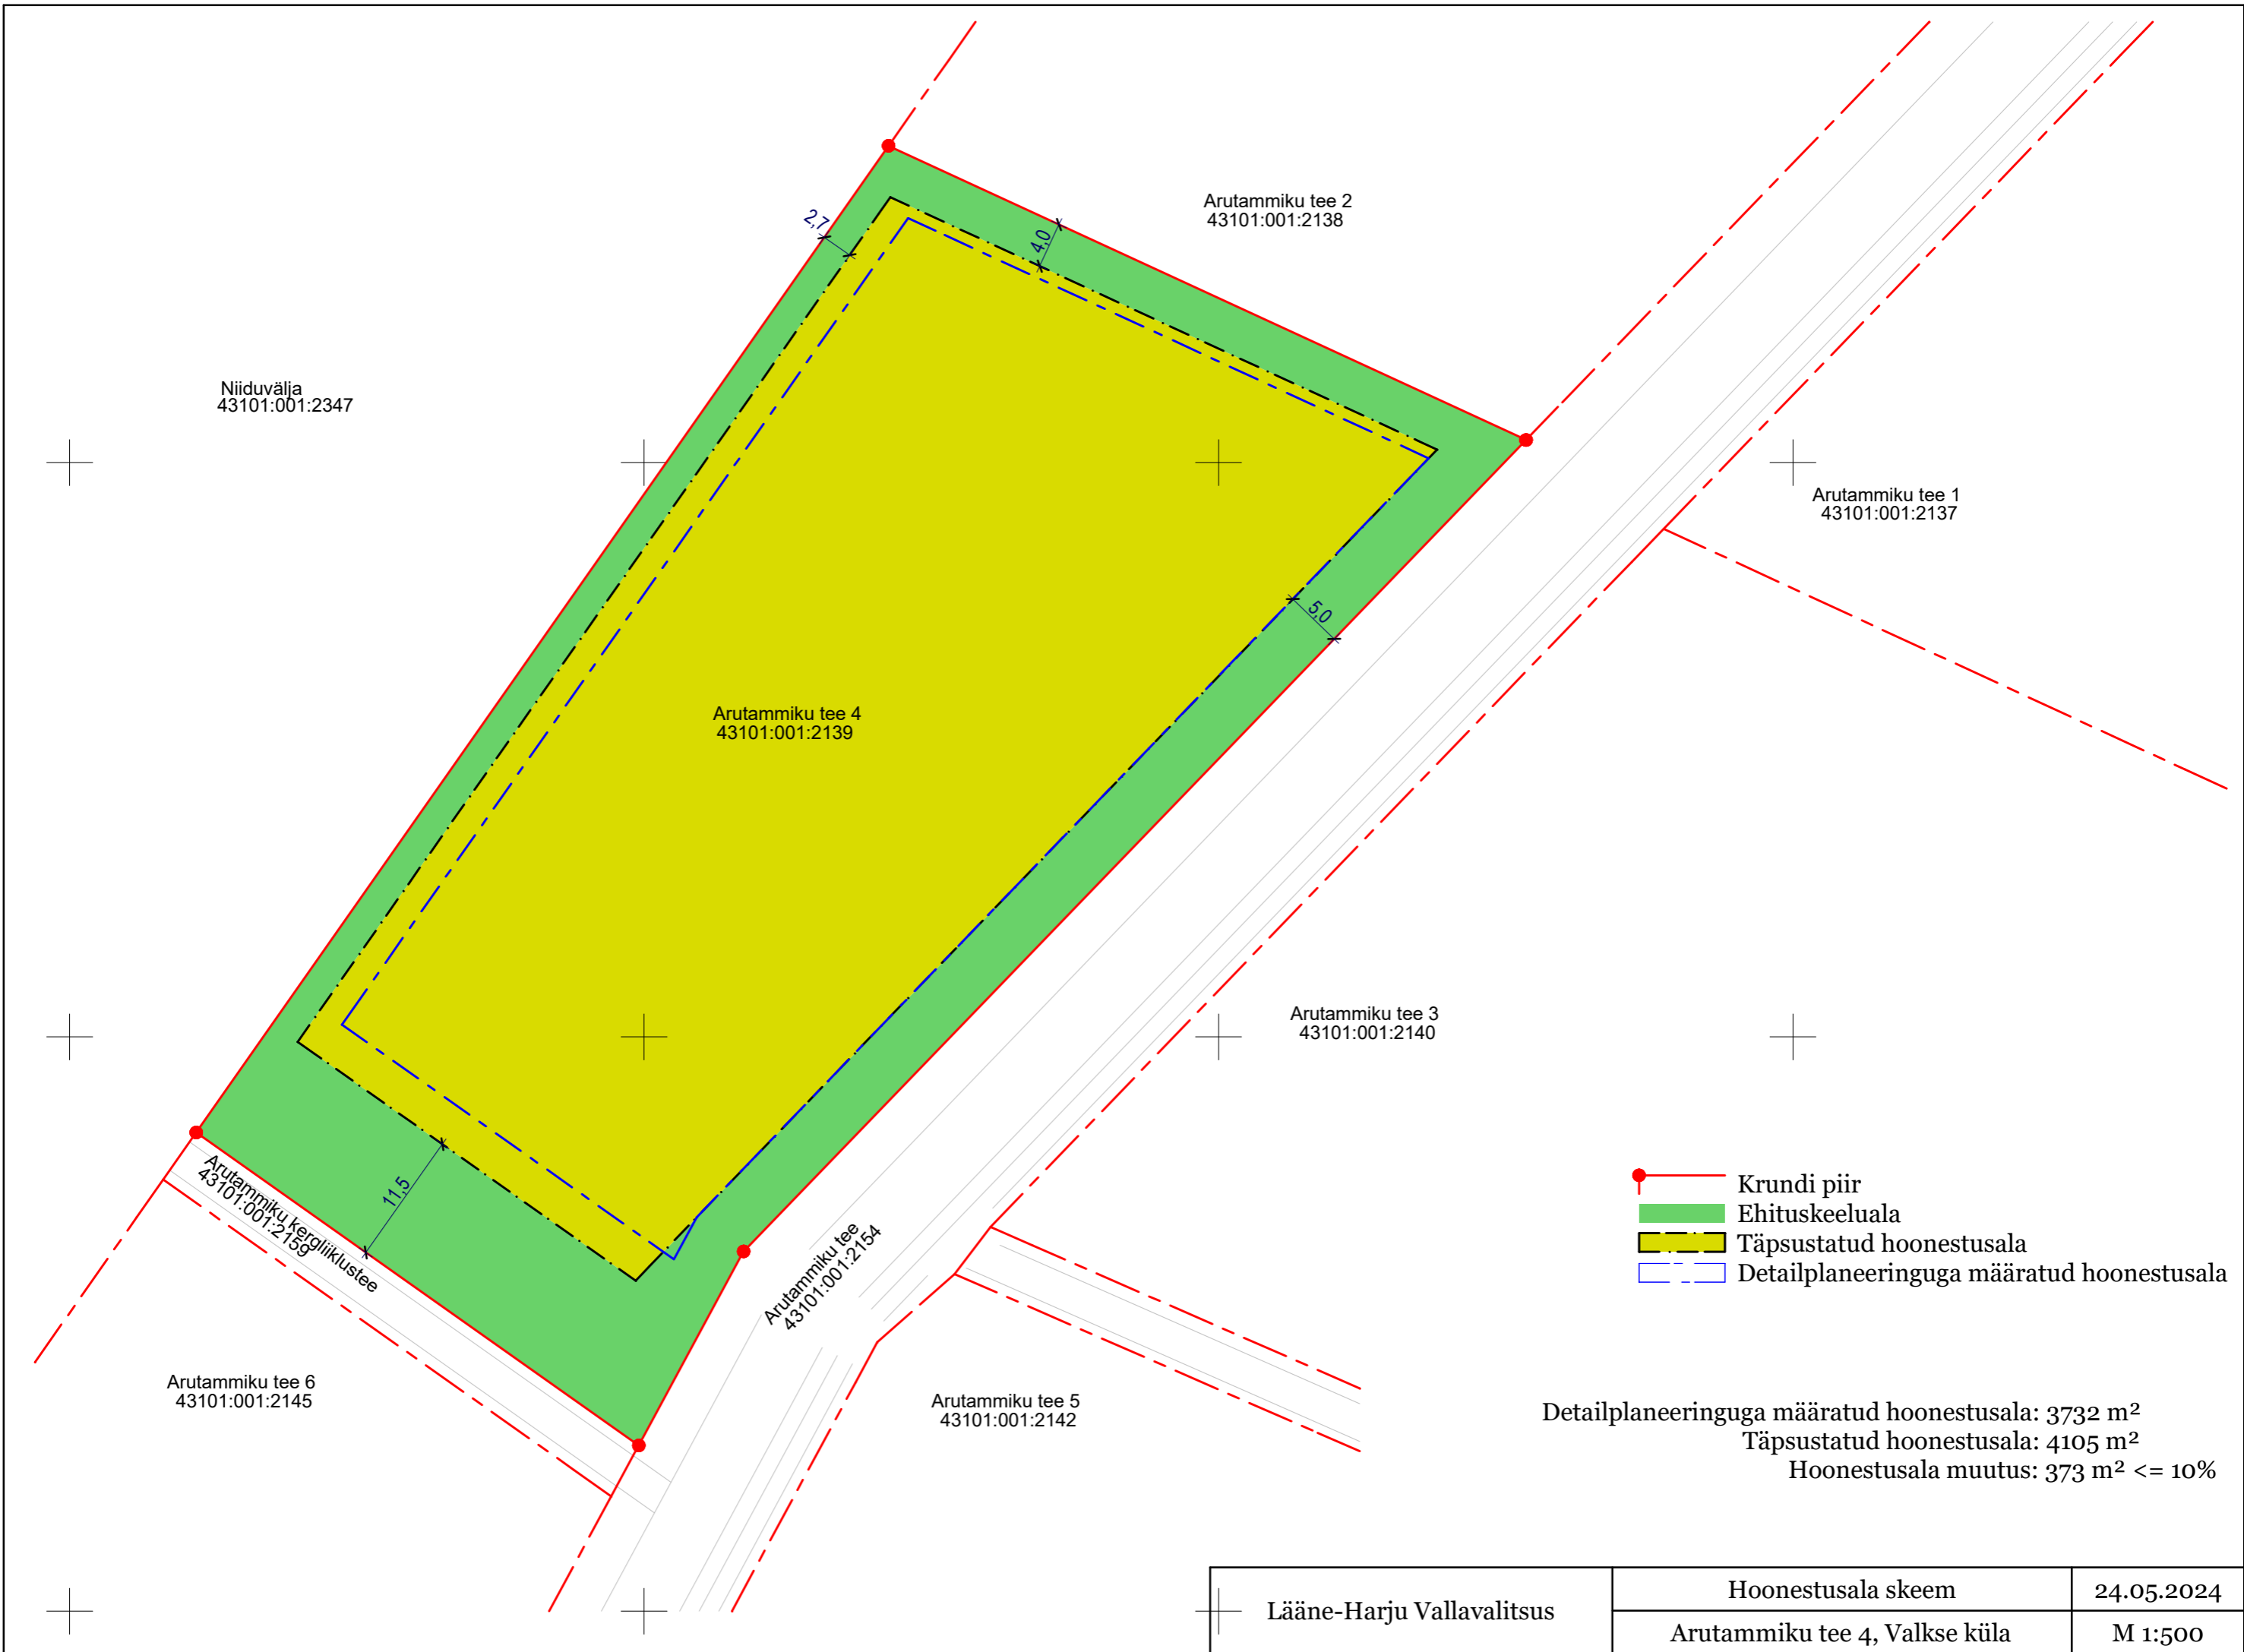 Arutammiku tee 2
43101:001:2138
2,7
4,0
Niiduvälja
43101:001:2347
Arutammiku tee 1
43101:001:2137
5,0
Arutammiku tee 4
43101:001:2139
Arutammiku tee 3
43101:001:2140
11,5
Arutammiku kergliiklustee
43101:001:2159
Arutammiku tee
43101:001:2154
Krundi piir
Ehituskeeluala
Täpsustatud hoonestusala
Detailplaneeringuga määratud hoonestusala
Arutammiku tee 6
43101:001:2145
Arutammiku tee 5
43101:001:2142
Detailplaneeringuga määratud hoonestusala: 3732 m²
Täpsustatud hoonestusala: 4105 m²
Hoonestusala muutus: 373 m² <= 10%
Lääne-Harju Vallavalitsus
Hoonestusala skeem
24.05.2024
Arutammiku tee 4, Valkse küla
M 1:500